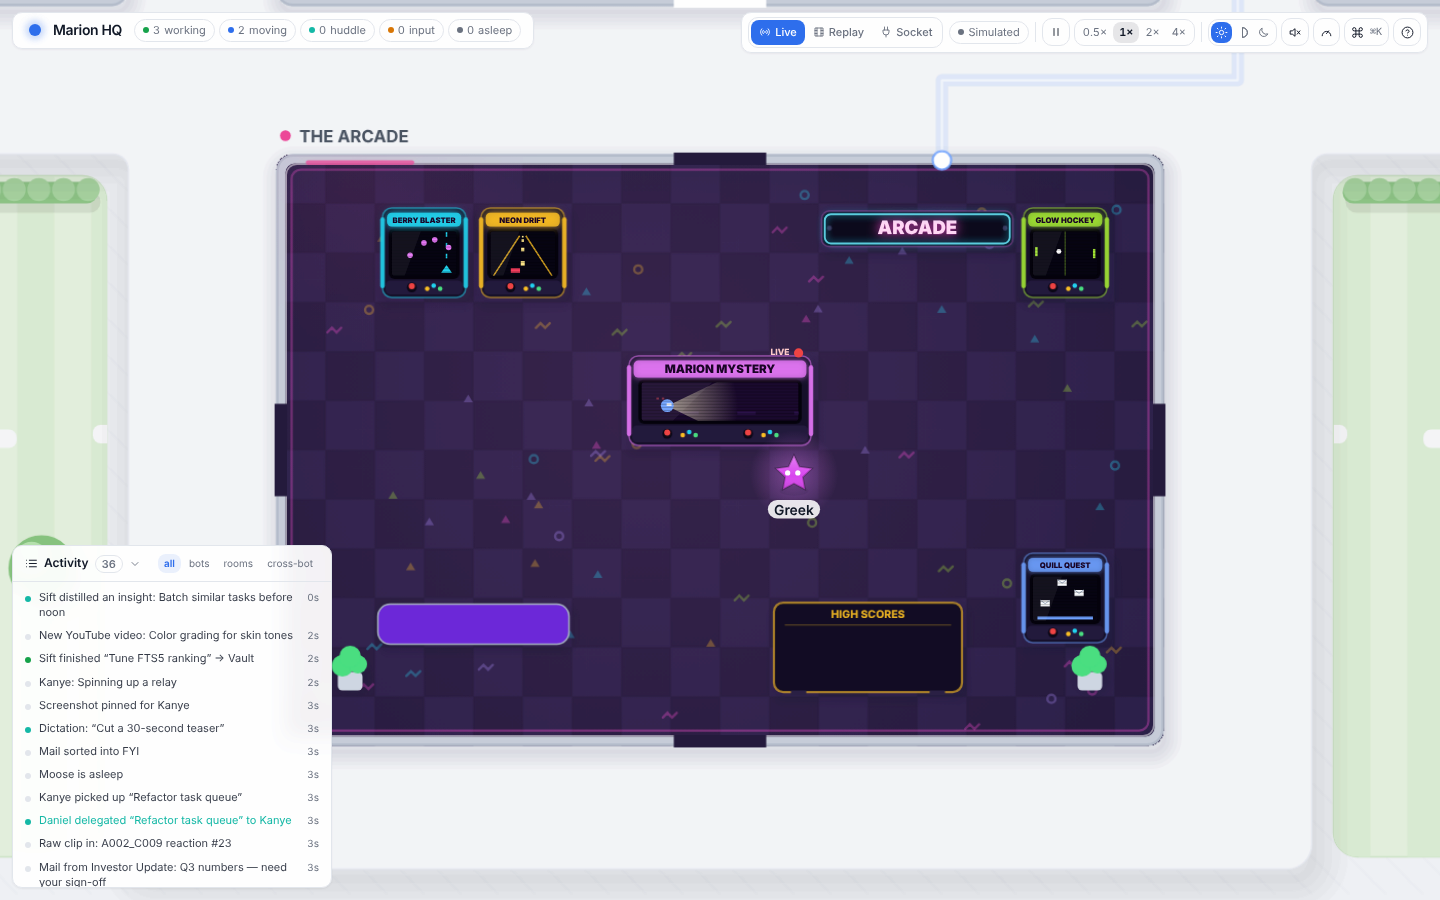 Marion HQ
3 working
2 moving
0 huddle
0 input
0 asleep
Live
Replay
Socket
Simulated
0.5×
1×
2×
4×
⌘K
THE ARCADE
BERRY BLASTER
NEON DRIFT
ARCADE
GLOW HOCKEY
LIVE
MARION MYSTERY
Greek
QUILL QUEST
HIGH SCORES
Activity 36
all bots rooms cross-bot
Sift distilled an insight: Batch similar tasks before 0s
noon
New YouTube video: Color grading for skin tones 2s
Sift finished “Tune FTS5 ranking” → Vault 2s
Kanye: Spinning up a relay 2s
Screenshot pinned for Kanye 3s
Dictation: “Cut a 30-second teaser” 3s
Mail sorted into FYI 3s
Moose is asleep 3s
Kanye picked up “Refactor task queue” 3s
Daniel delegated “Refactor task queue” to Kanye 3s
Raw clip in: A002_C009 reaction #23 3s
Mail from Investor Update: Q3 numbers — need 3s
your sign-off